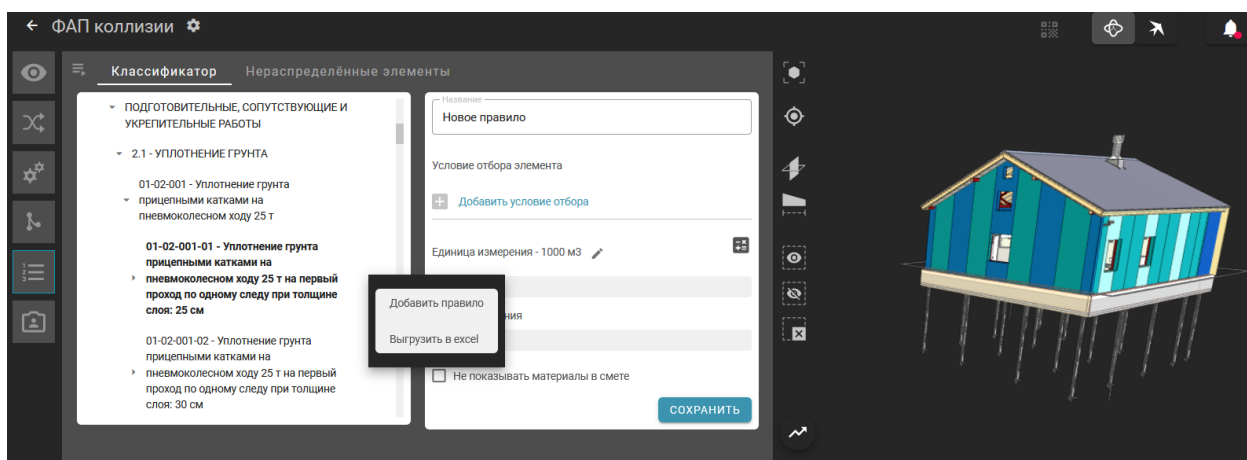 ФАП коллизии
Классификатор
Нераспределённые элементы
ПОДГОТОВИТЕЛЬНЫЕ, СОПУТСТВУЮЩИЕ И
УКРЕПИТЕЛЬНЫЕ РАБОТЫ
2.1 - УПЛОТНЕНИЕ ГРУНТА
01-02-001 - Уплотнение грунта
прицепными катками на
пневмоколесном ходу 25 т
01-02-001-01 - Уплотнение грунта
прицепными катками на
пневмоколесном ходу 25 т на первый
проход по одному следу при толщине
слоя: 25 см
01-02-001-02 - Уплотнение грунта
прицепными катками на
пневмоколесном ходу 25 т на первый
проход по одному следу при толщине
слоя: 30 см
Название
Новое правило
Условие отбора элемента
Добавить условие отбора
Единица измерения - 1000 м3
Добавить правило
Выгрузить в excel
ния
Не показывать материалы в смете
СОХРАНИТЬ